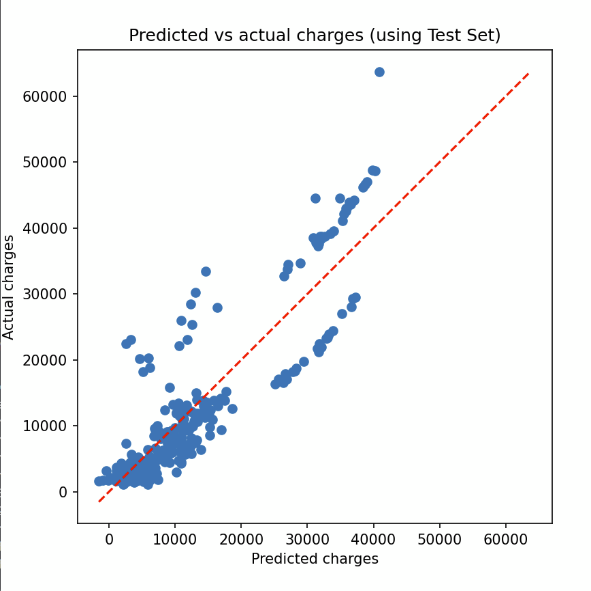 Predicted vs actual charges (using Test Set)
Actual charges
60000
50000
40000
30000
20000
10000
0
0 10000 20000 30000 40000 50000 60000
Predicted charges